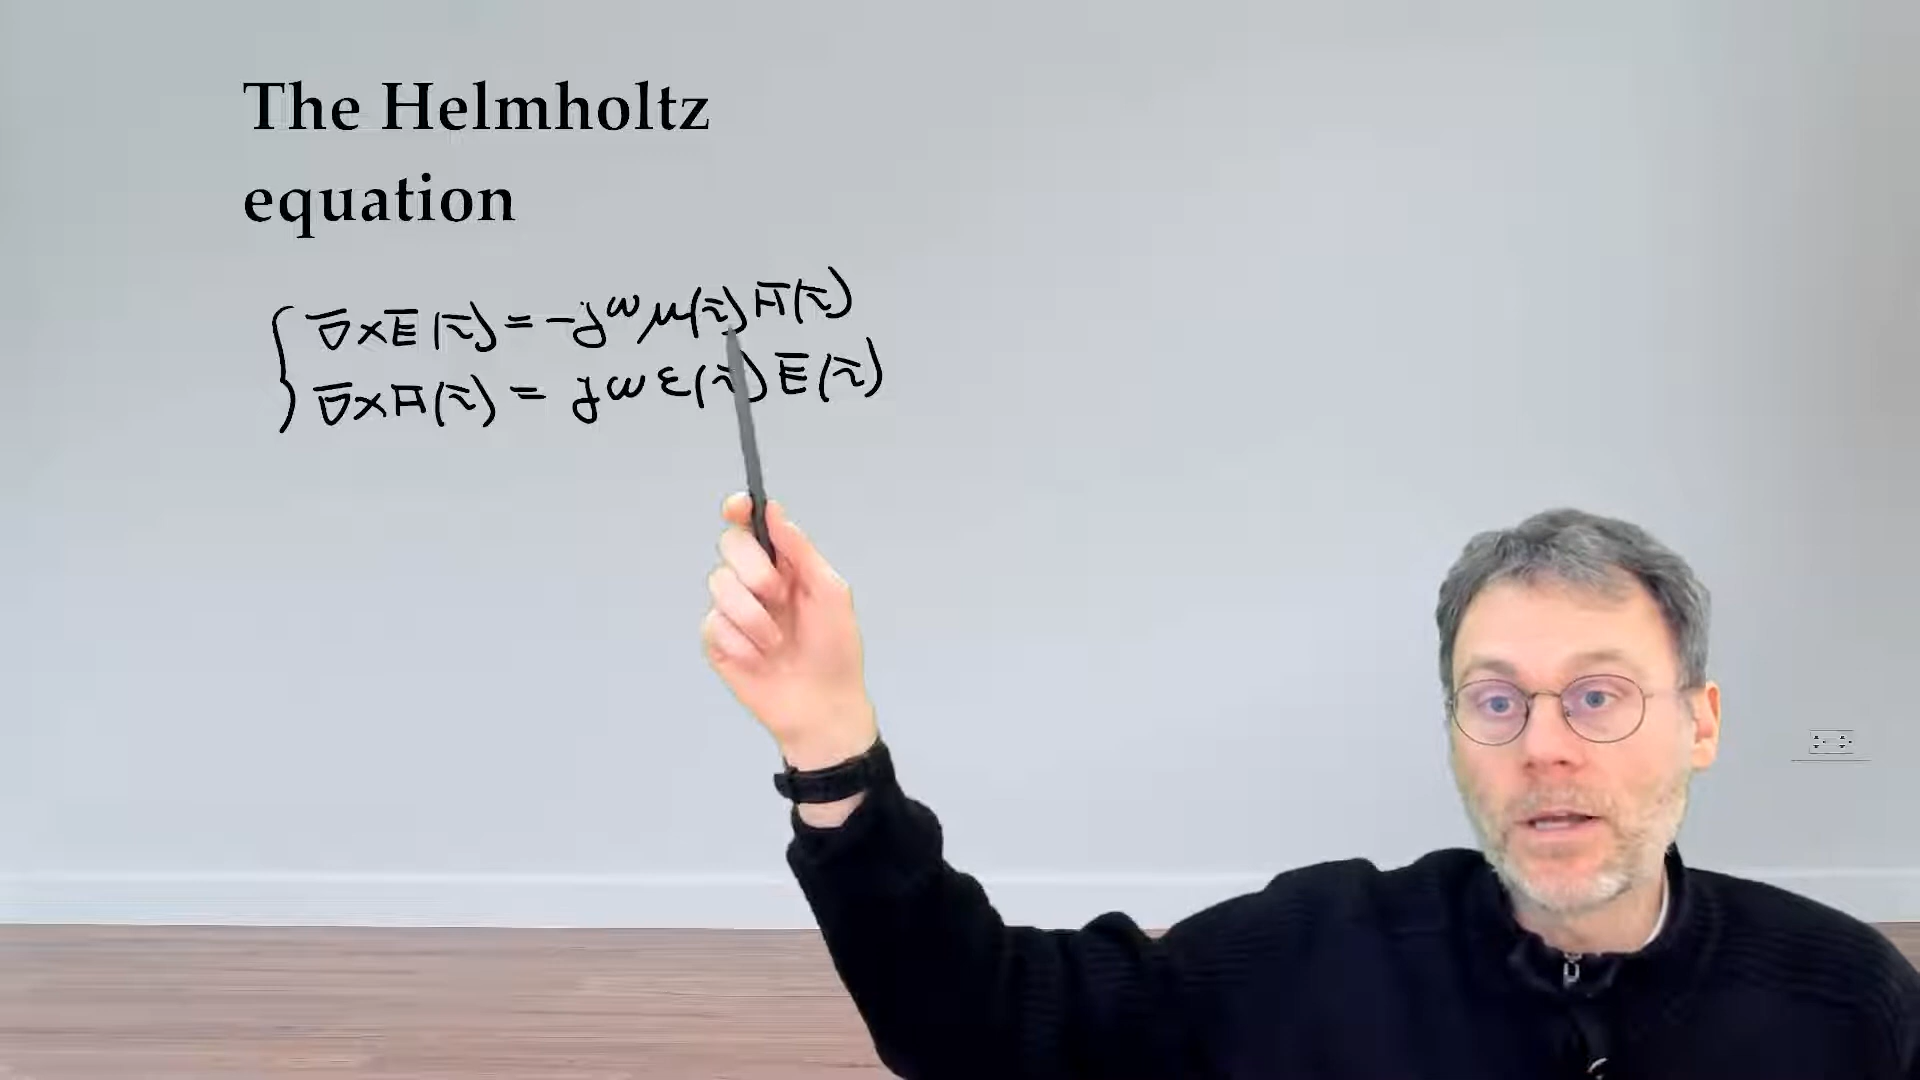 The Helmholtz
equation
∇̅×E̅(r̅) = −jωμ(r̅)H̅(r̅)
∇̅×H̅(r̅) = jωε(r̅)E̅(r̅)